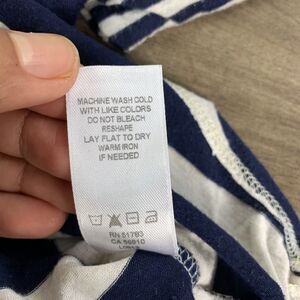 MACHINE WASH COLD
WITH LIKE COLORS
DO NOT BLEACH
RESHAPE
LAY FLAT TO DRY
WARM IRON
IF NEEDED
RN 51783
CA 56910